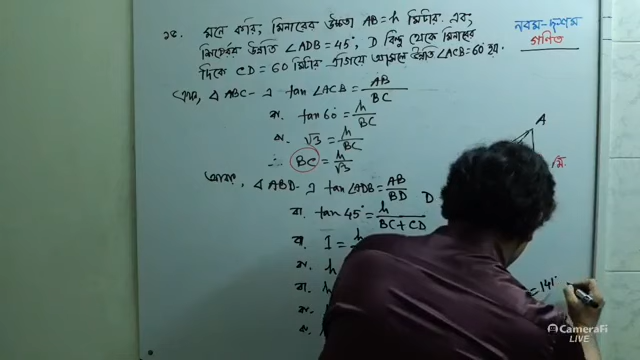 নবম-দশম
গণিত
১৫. মনে করি, মিনারের উচ্চতা AB = h মিটার. এবং
শীর্ষের উন্নতি ∠ADB = 45°, D বিন্দু থেকে মিনারের
দিকে CD = 60 মিটার এগিয়ে আসলে উন্নতি ∠ACB = 60° হয়.
এখন, Δ ABC- এ tan ∠ACB = AB/BC
বা. tan 60° = h/BC
বা. √3 = h/BC
∴ BC = h/√3
আবার, Δ ABD- এ tan ∠ADB = AB/BD
বা. tan 45° = h/BC + CD
বা. 1 = h
বা. h
বা. h
বা.
বা.
A
মি.
D
= 141
CameraFi
LIVE